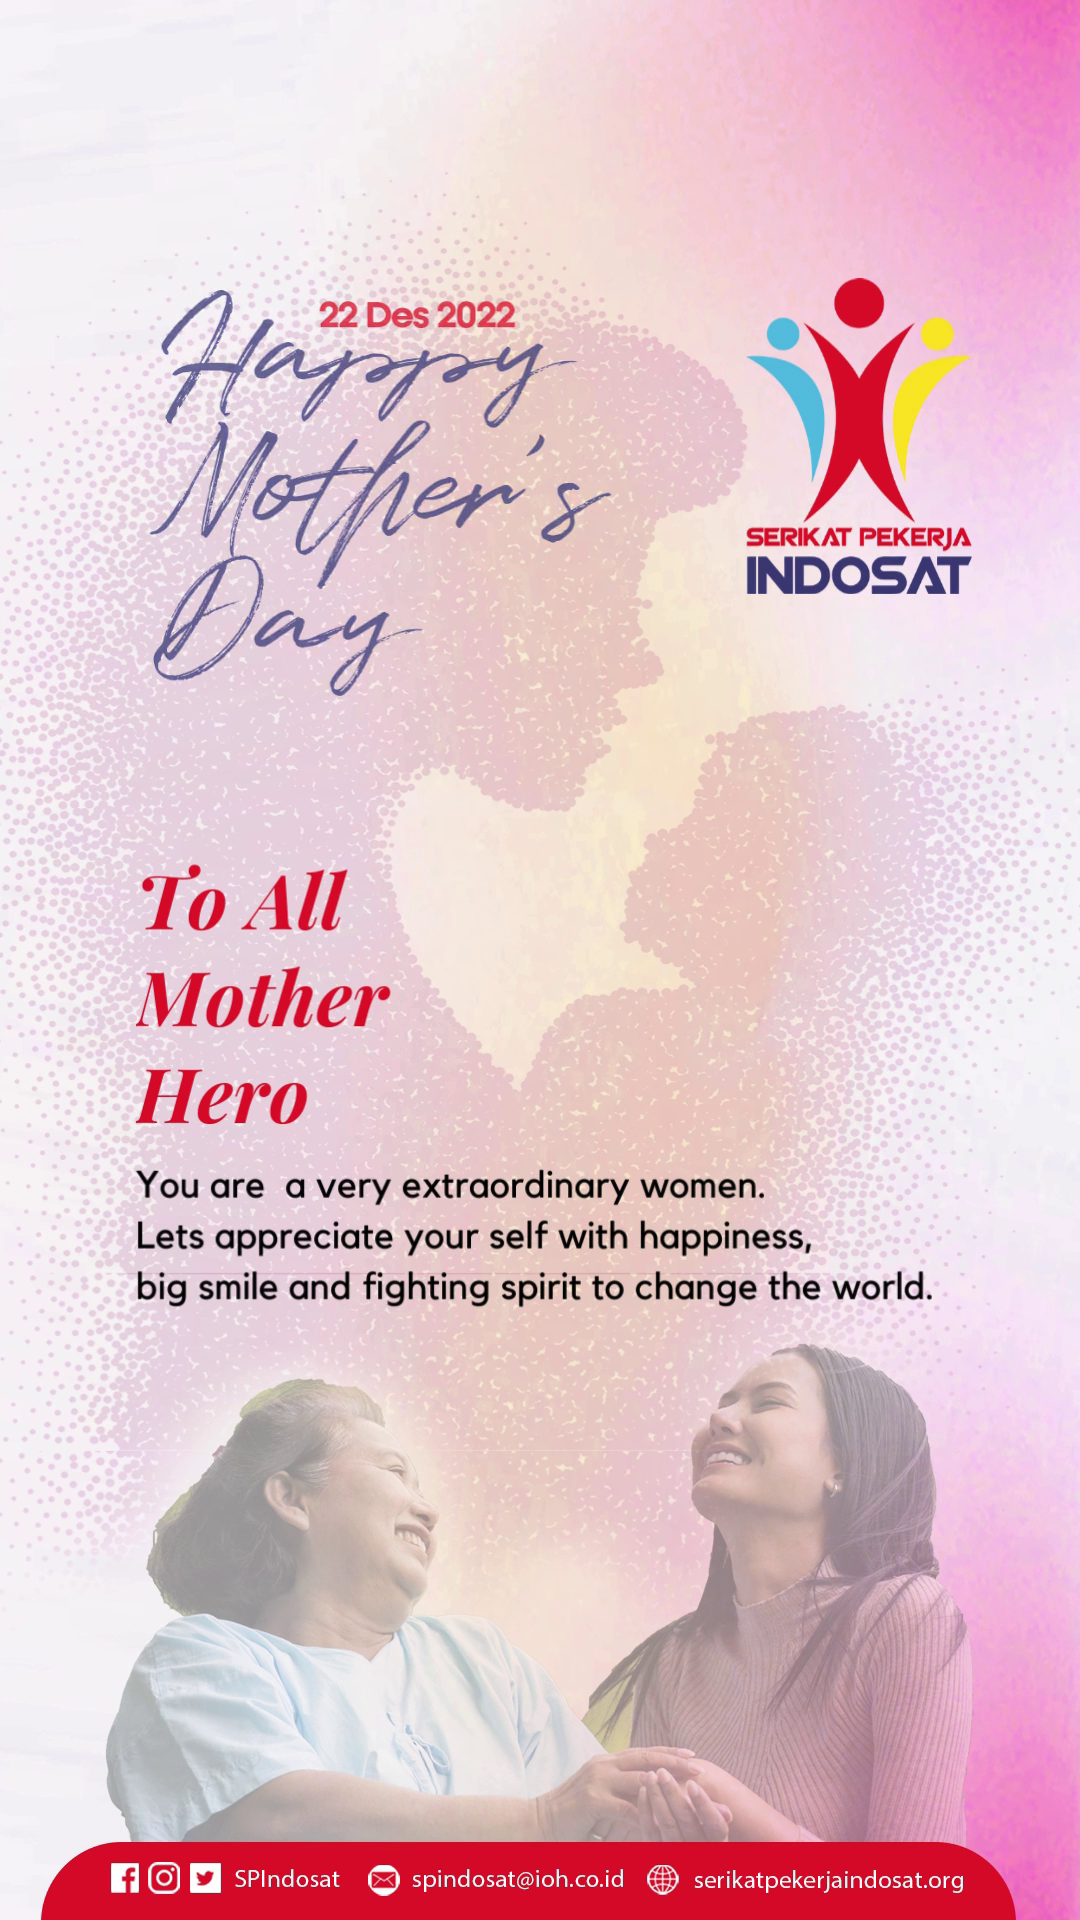 22 Des 2022
Happy
Mother's
Day
SERIKAT PEKERJA
INDOSAT
To All
Mother
Hero
You are  a very extraordinary women.
Lets appreciate your self with happiness,
big smile and fighting spirit to change the world.
SPIndosat spindosat@ioh.co.id serikatpekerjaindosat.org